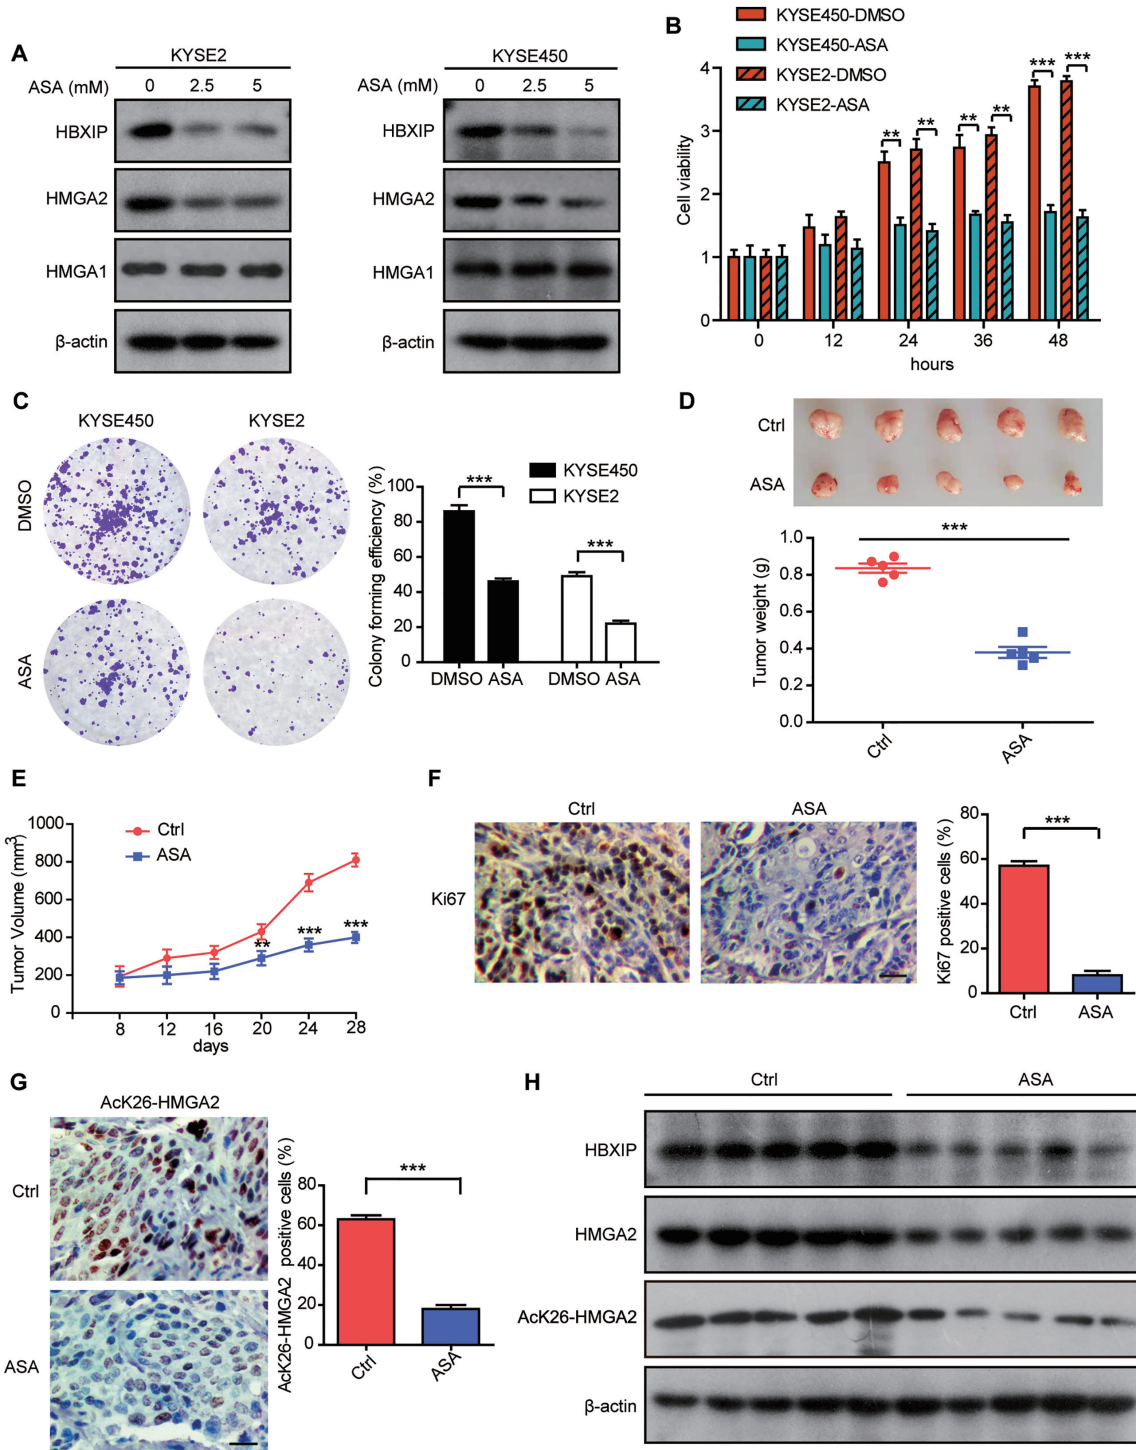 A
KYSE2
KYSE450
ASA (mM) 0 2.5 5
ASA (mM) 0 2.5 5
HBXIP
HMGA2
HMGA1
β-actin
HBXIP
HMGA2
HMGA1
β-actin
B
KYSE450-DMSO
KYSE450-ASA
KYSE2-DMSO
KYSE2-ASA
Cell viability
4
3
2
1
0
** ** ** ** *** ***
0 12 24 36 48
hours
C
KYSE450 KYSE2
DMSO
ASA
Colony forming efficiency (%)
100
80
60
40
20
0
KYSE450
KYSE2
***
***
DMSO ASA DMSO ASA
D
Ctrl
ASA
***
Tumor weight (g)
1.0
0.8
0.6
0.4
0.2
0.0
Ctrl
ASA
E
Ctrl
ASA
Tumor Volume (mm³)
1000
800
600
400
200
0
** *** ***
8 12 16 20 24 28
days
F
Ctrl ASA
Ki67
Ki67 positive cells (%)
80
60
40
20
0
***
Ctrl ASA
G
AcK26-HMGA2
Ctrl
ASA
AcK26-HMGA2 positive cells (%)
80
60
40
20
0
***
Ctrl
ASA
H
Ctrl ASA
HBXIP
HMGA2
AcK26-HMGA2
β-actin